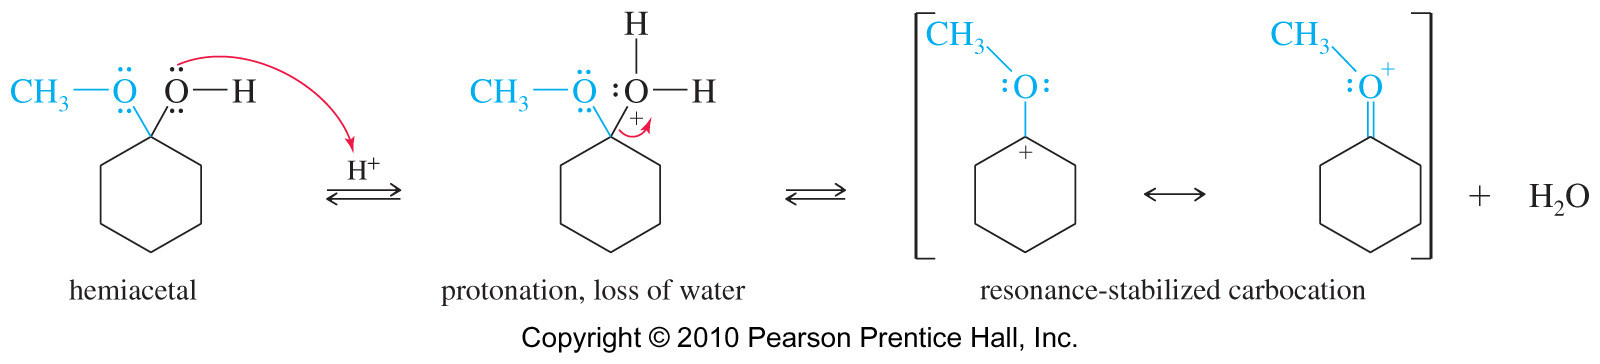 H H CH₃ CH₃
CH₃—O O—H CH₃—O :O—H :O: :O⁺
+
H⁺ +
+ H₂O
hemiacetal protonation, loss of water resonance-stabilized carbocation
Copyright © 2010 Pearson Prentice Hall, Inc.